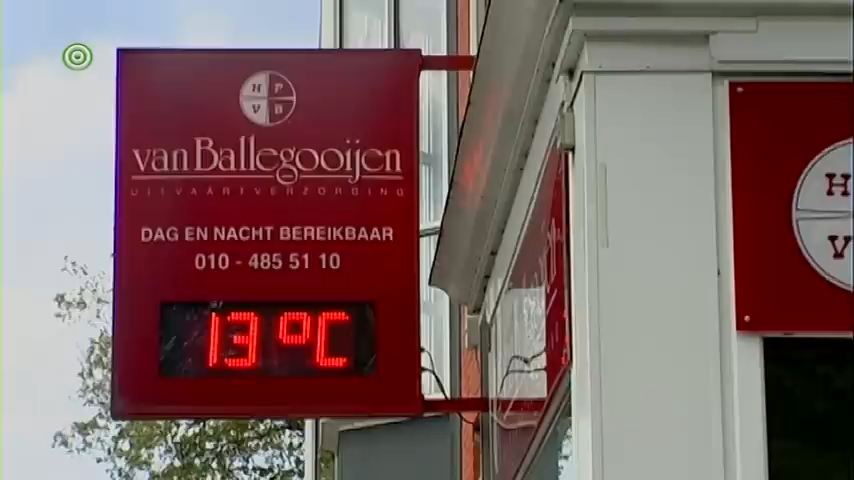 H P
V B
van Ballegooijen
UITVAARTVERZORGING
DAG EN NACHT BEREIKBAAR
010 - 485 51 10
13 °C
H
V